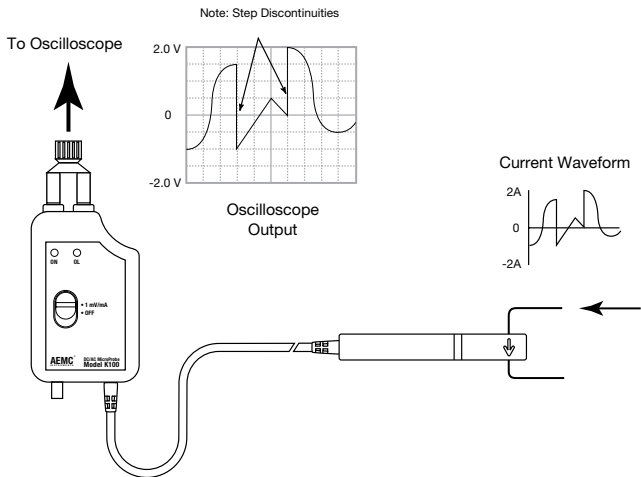 Note: Step Discontinuities
To Oscilloscope
2.0 V
0
-2.0 V
Oscilloscope
Output
Current Waveform
2A
0
-2A
ON
OL
• 1 mV/mA
• OFF
AEMC
DC/AC MicroProbe
Model K100